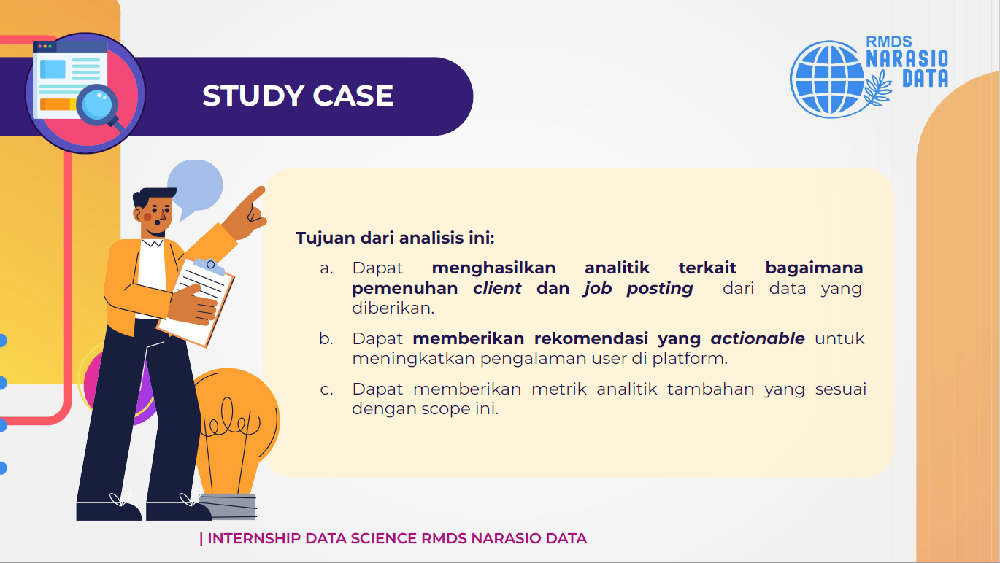 STUDY CASE
RMDS
NARASIO
DATA
Tujuan dari analisis ini:
a. Dapat menghasilkan analitik terkait bagaimana
pemenuhan client dan job posting dari data yang
diberikan.
b. Dapat memberikan rekomendasi yang actionable untuk
meningkatkan pengalaman user di platform.
c. Dapat memberikan metrik analitik tambahan yang sesuai
dengan scope ini.
| INTERNSHIP DATA SCIENCE RMDS NARASIO DATA